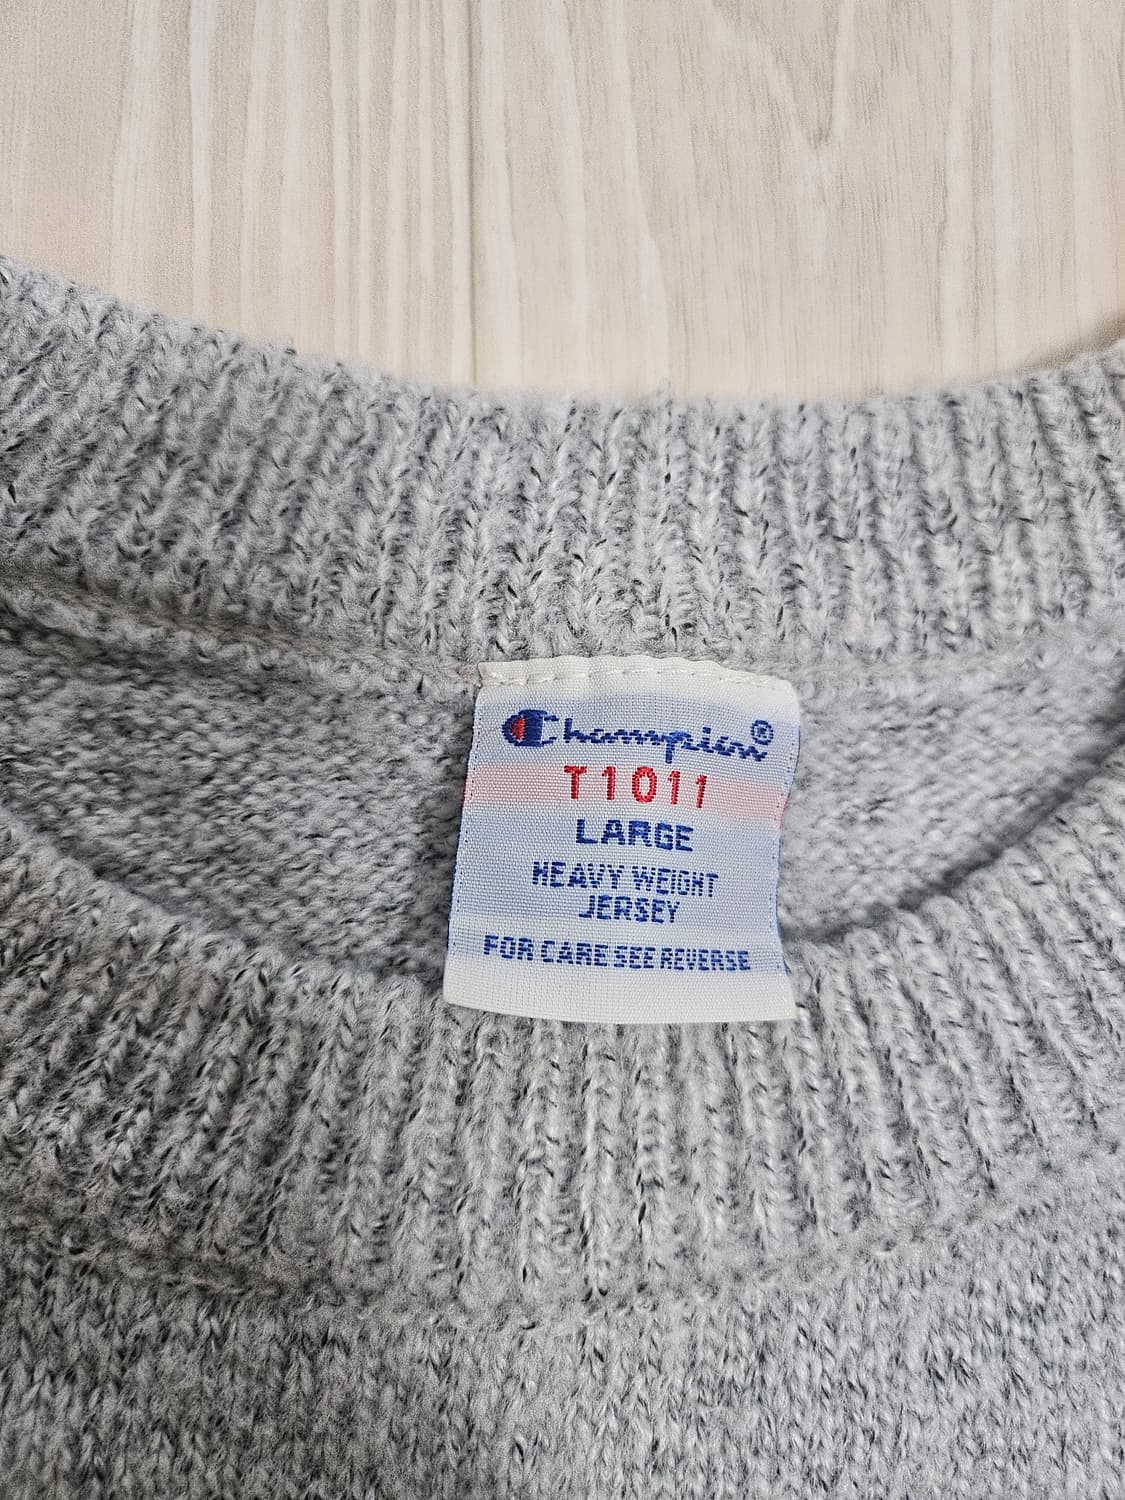 Champion®
T1011
LARGE
HEAVY WEIGHT
JERSEY
FOR CARE SEE REVERSE